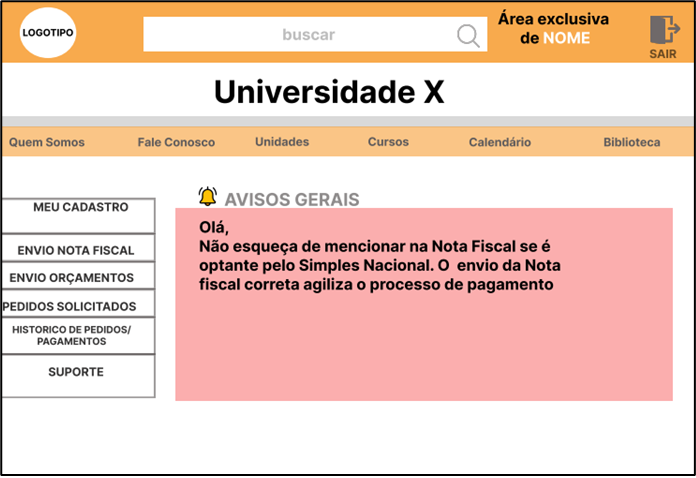 LOGOTIPO
buscar
Área exclusiva
de NOME
SAIR
Universidade X
Quem Somos
Fale Conosco
Unidades
Cursos
Calendário
Biblioteca
MEU CADASTRO
ENVIO NOTA FISCAL
ENVIO ORÇAMENTOS
PEDIDOS SOLICITADOS
HISTORICO DE PEDIDOS/
PAGAMENTOS
SUPORTE
AVISOS GERAIS
Olá,
Não esqueça de mencionar na Nota Fiscal se é
optante pelo Simples Nacional. O envio da Nota
fiscal correta agiliza o processo de pagamento